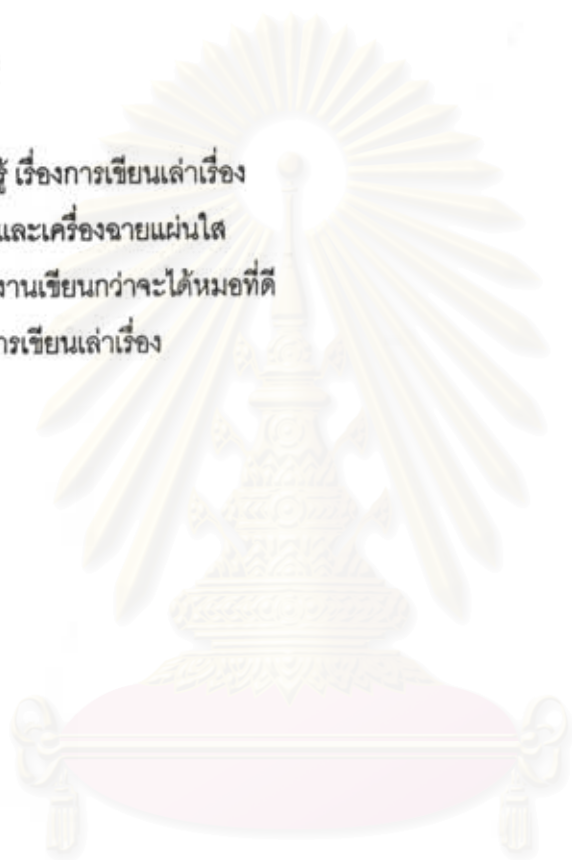 รู้ เรื่องการเขียนเล่าเรื่อง
และเครื่องฉายแผ่นใส
งานเขียนกว่าจะได้หมอที่ดี
การเขียนเล่าเรื่อง